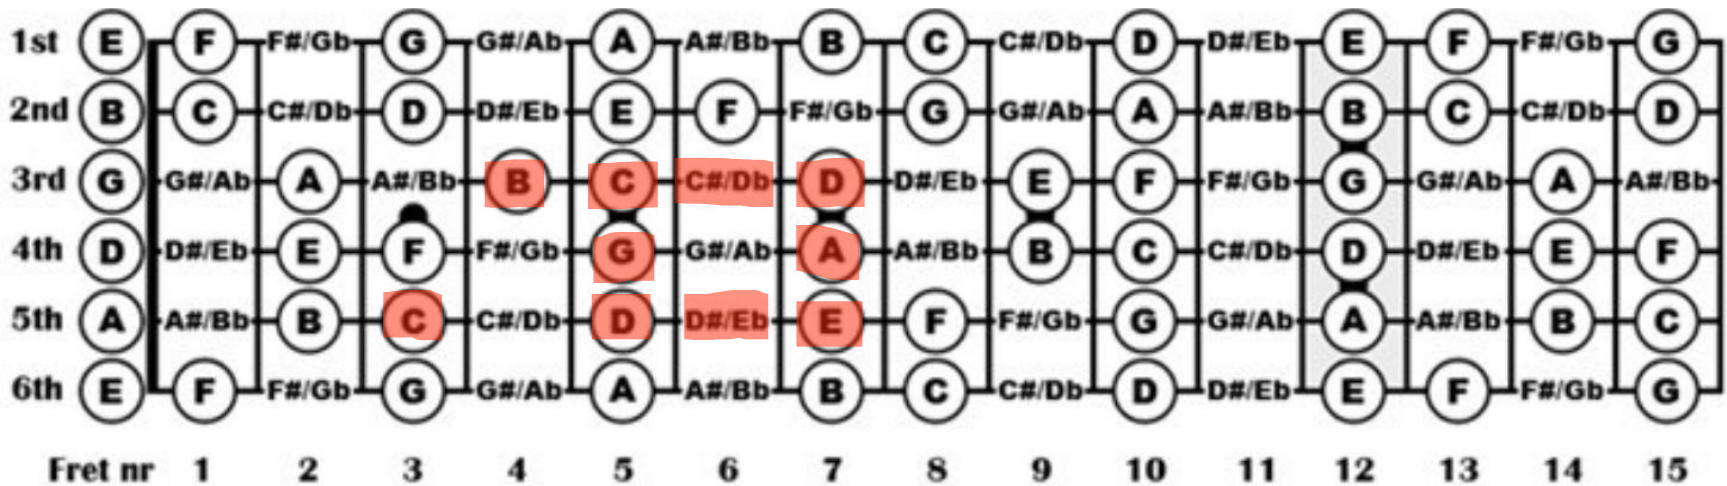 1st E F F#/Gb G G#/Ab A A#/Bb B C C#/Db D D#/Eb E F F#/Gb G
2nd B C C#/Db D D#/Eb E F F#/Gb G G#/Ab A A#/Bb B C C#/Db D
3rd G G#/Ab A A#/Bb B C C#/Db D D#/Eb E F F#/Gb G G#/Ab A A#/Bb
4th D D#/Eb E F F#/Gb G G#/Ab A A#/Bb B C C#/Db D D#/Eb E F
5th A A#/Bb B C C#/Db D D#/Eb E F F#/Gb G G#/Ab A A#/Bb B C
6th E F F#/Gb G G#/Ab A A#/Bb B C C#/Db D D#/Eb E F F#/Gb G
Fret nr 1 2 3 4 5 6 7 8 9 10 11 12 13 14 15